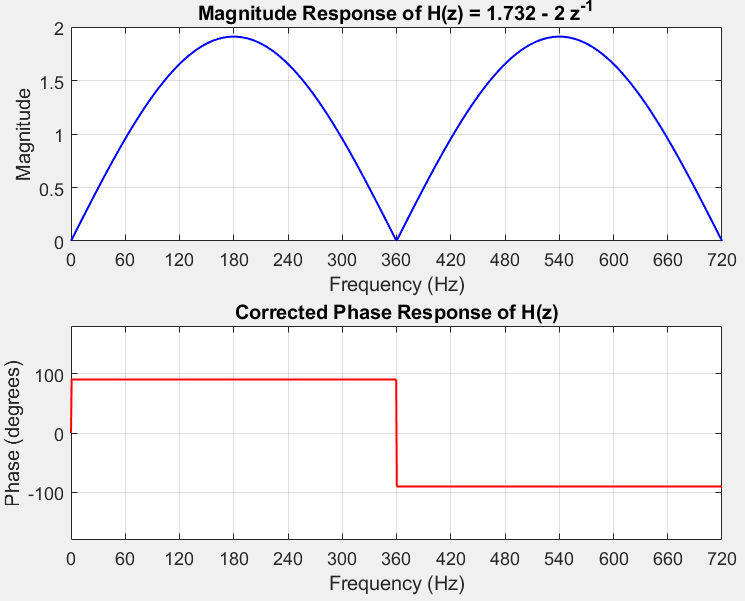 Magnitude Response of H(z) = 1.732 - 2 z⁻¹
2
1.5
1
0.5
0
Magnitude
0 60 120 180 240 300 360 420 480 540 600 660 720
Frequency (Hz)
Corrected Phase Response of H(z)
100
0
-100
Phase (degrees)
0 60 120 180 240 300 360 420 480 540 600 660 720
Frequency (Hz)